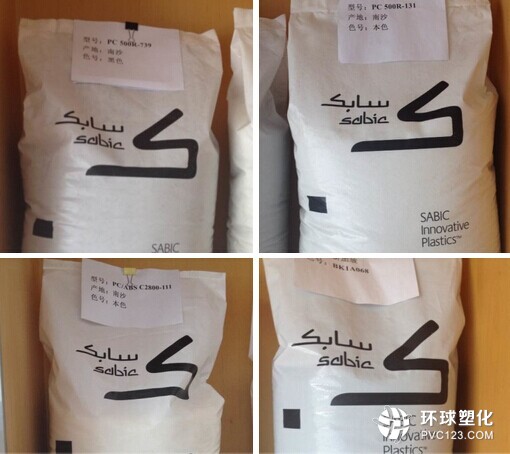 型号：PC 500R-739
产地：南沙
色号：黑色
سابك
sabic
SABIC
型号：PC 500R-131
产地：南沙
色号：本色
سابك
sabic
SABIC
Innovative
Plastics™
型号：PC/ABS C2800-111
产地：南沙
色号：本色
سابك
sabic
BK1A068
سابك
sabic
Innovative
Plastics
环球塑化
PVC123.COM